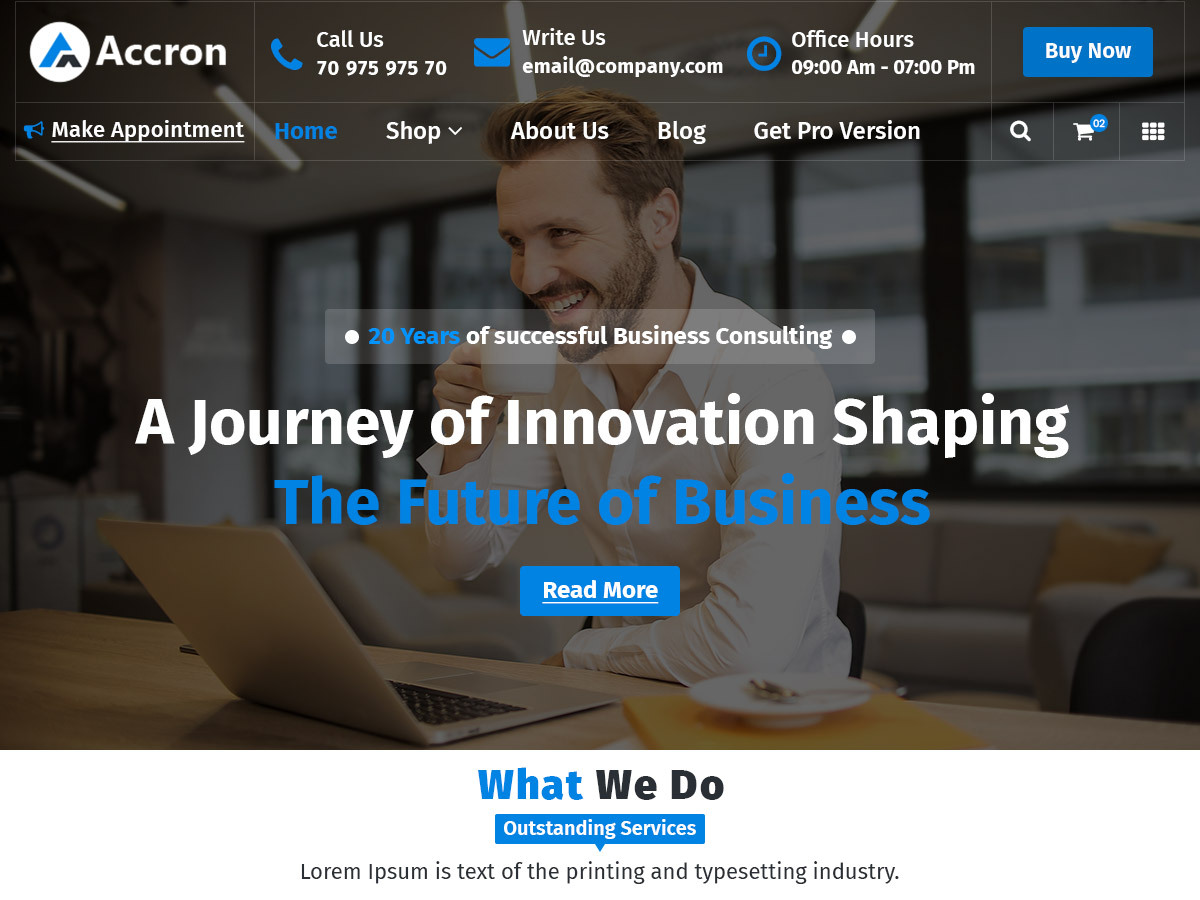 Accron
Call Us
70 975 975 70
Write Us
email@company.com
Office Hours
09:00 Am - 07:00 Pm
Buy Now
Make Appointment
Home
Shop
About Us
Blog
Get Pro Version
02
20 Years of successful Business Consulting
A Journey of Innovation Shaping
The Future of Business
Read More
What We Do
Outstanding Services
Lorem Ipsum is text of the printing and typesetting industry.